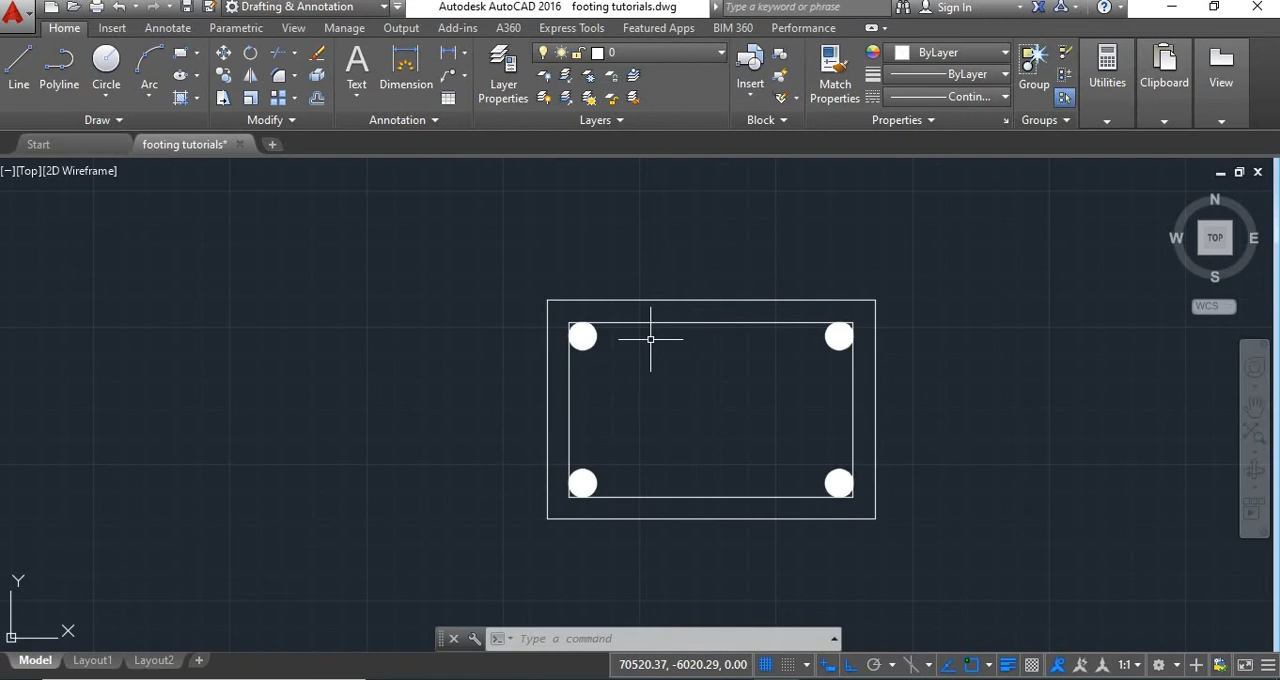 Drafting & Annotation
Autodesk AutoCAD 2016 footing tutorials.dwg
Type a keyword or phrase
Sign In
Home Insert Annotate Parametric View Manage Output Add-ins A360 Express Tools Featured Apps BIM 360 Performance
0
ByLayer
ByLayer
Contin...
Line Polyline Circle Arc
Text Dimension
Layer
Properties
Insert
Match
Properties
Group
Utilities
Clipboard
View
Draw Modify Annotation Layers Block Properties Groups
Start
footing tutorials*
[−][Top][2D Wireframe]
N
W TOP E
S
WCS
Y
X
Type a command
Model Layout1 Layout2
70520.37, -6020.29, 0.00
1:1